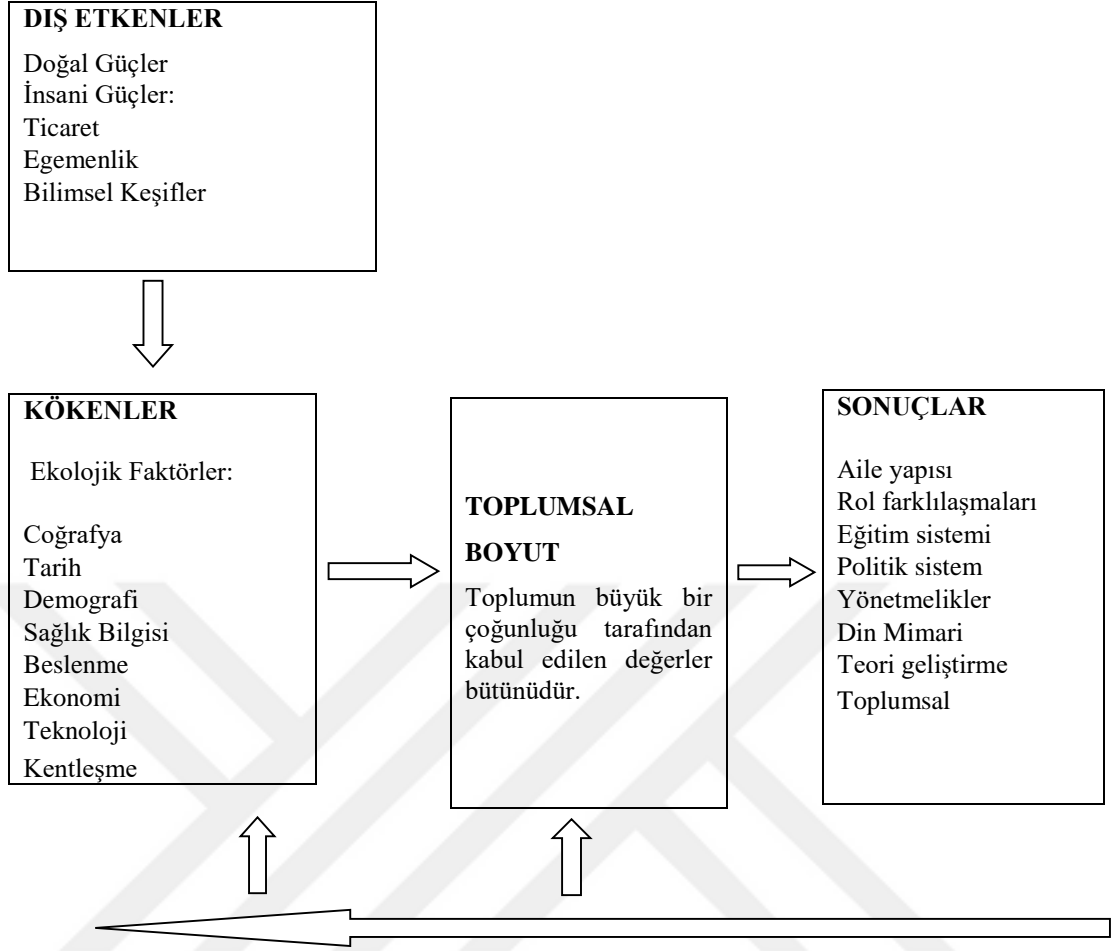 DIŞ ETKENLER
Doğal Güçler
İnsani Güçler:
Ticaret
Egemenlik
Bilimsel Keşifler
KÖKENLER
Ekolojik Faktörler:
Coğrafya
Tarih
Demografi
Sağlık Bilgisi
Beslenme
Ekonomi
Teknoloji
Kentleşme
TOPLUMSAL
BOYUT
Toplumun büyük bir
çoğunluğu tarafından
kabul edilen değerler
bütünüdür.
SONUÇLAR
Aile yapısı
Rol farklılaşmaları
Eğitim sistemi
Politik sistem
Yönetmelikler
Din Mimari
Teori geliştirme
Toplumsal